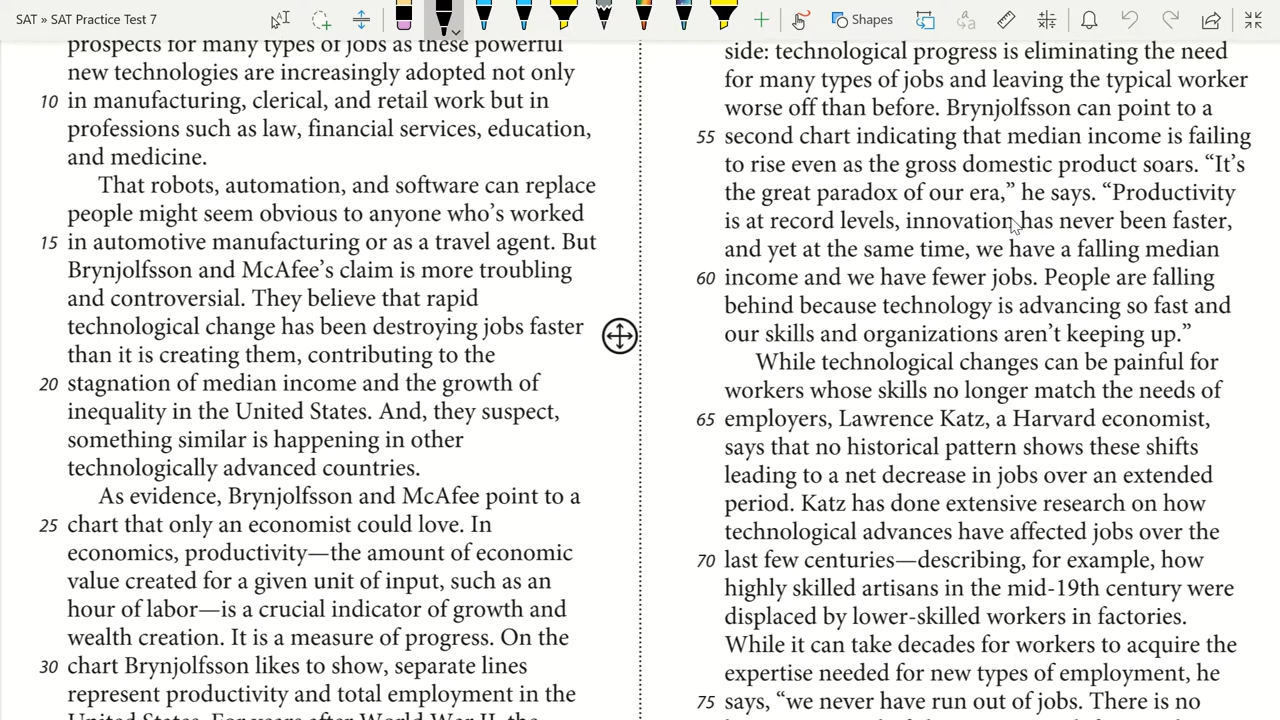 SAT » SAT Practice Test 7
Shapes
prospects for many types of jobs as these powerful
new technologies are increasingly adopted not only
10 in manufacturing, clerical, and retail work but in
professions such as law, financial services, education,
and medicine.
That robots, automation, and software can replace
people might seem obvious to anyone who’s worked
15 in automotive manufacturing or as a travel agent. But
Brynjolfsson and McAfee’s claim is more troubling
and controversial. They believe that rapid
technological change has been destroying jobs faster
than it is creating them, contributing to the
20 stagnation of median income and the growth of
inequality in the United States. And, they suspect,
something similar is happening in other
technologically advanced countries.
As evidence, Brynjolfsson and McAfee point to a
25 chart that only an economist could love. In
economics, productivity—the amount of economic
value created for a given unit of input, such as an
hour of labor—is a crucial indicator of growth and
wealth creation. It is a measure of progress. On the
30 chart Brynjolfsson likes to show, separate lines
represent productivity and total employment in the
United States. For years after World War II, the
side: technological progress is eliminating the need
for many types of jobs and leaving the typical worker
worse off than before. Brynjolfsson can point to a
55 second chart indicating that median income is failing
to rise even as the gross domestic product soars. “It’s
the great paradox of our era,” he says. “Productivity
is at record levels, innovation has never been faster,
and yet at the same time, we have a falling median
60 income and we have fewer jobs. People are falling
behind because technology is advancing so fast and
our skills and organizations aren’t keeping up.”
While technological changes can be painful for
workers whose skills no longer match the needs of
65 employers, Lawrence Katz, a Harvard economist,
says that no historical pattern shows these shifts
leading to a net decrease in jobs over an extended
period. Katz has done extensive research on how
technological advances have affected jobs over the
70 last few centuries—describing, for example, how
highly skilled artisans in the mid-19th century were
displaced by lower-skilled workers in factories.
While it can take decades for workers to acquire the
expertise needed for new types of employment, he
75 says, “we never have run out of jobs. There is no